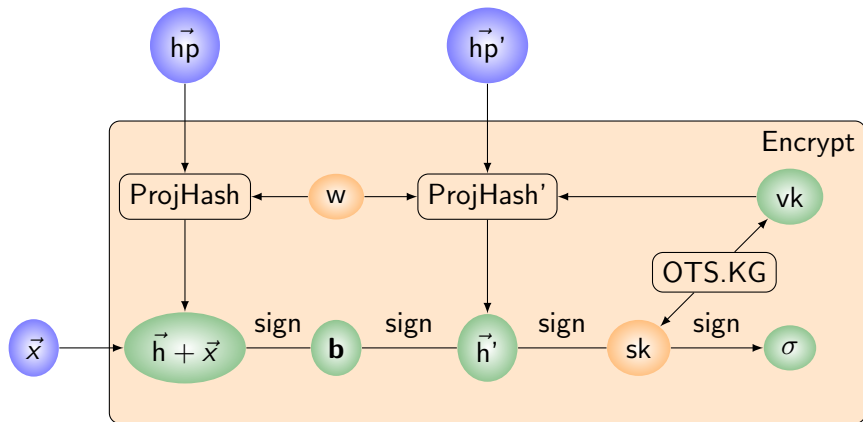 h⃗p
h⃗p'
Encrypt
ProjHash
w
ProjHash'
vk
OTS.KG
sign
sign
sign
sign
x⃗
h⃗ + x⃗
b
h⃗'
sk
σ